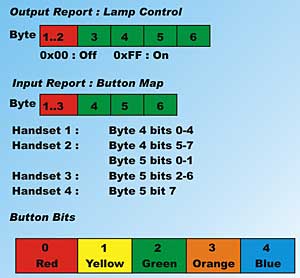 Output Report : Lamp Control
Byte 1..2 3 4 5 6
0x00 : Off 0xFF : On
Input Report : Button Map
Byte 1..3 4 5 6
Handset 1 : Byte 4 bits 0-4
Handset 2 : Byte 4 bits 5-7
Byte 5 bits 0-1
Handset 3 : Byte 5 bits 2-6
Handset 4 : Byte 5 bit 7
Button Bits
0 1 2 3 4
Red Yellow Green Orange Blue